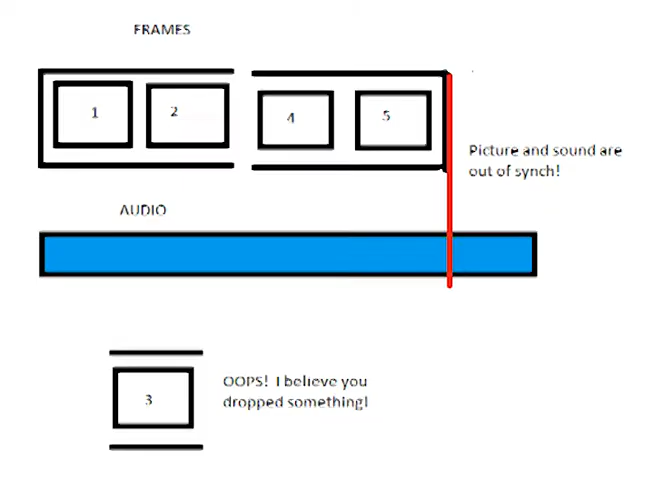 FRAMES
1 2 4 5
Picture and sound are
out of synch!
AUDIO
3
OOPS! I believe you
dropped something!